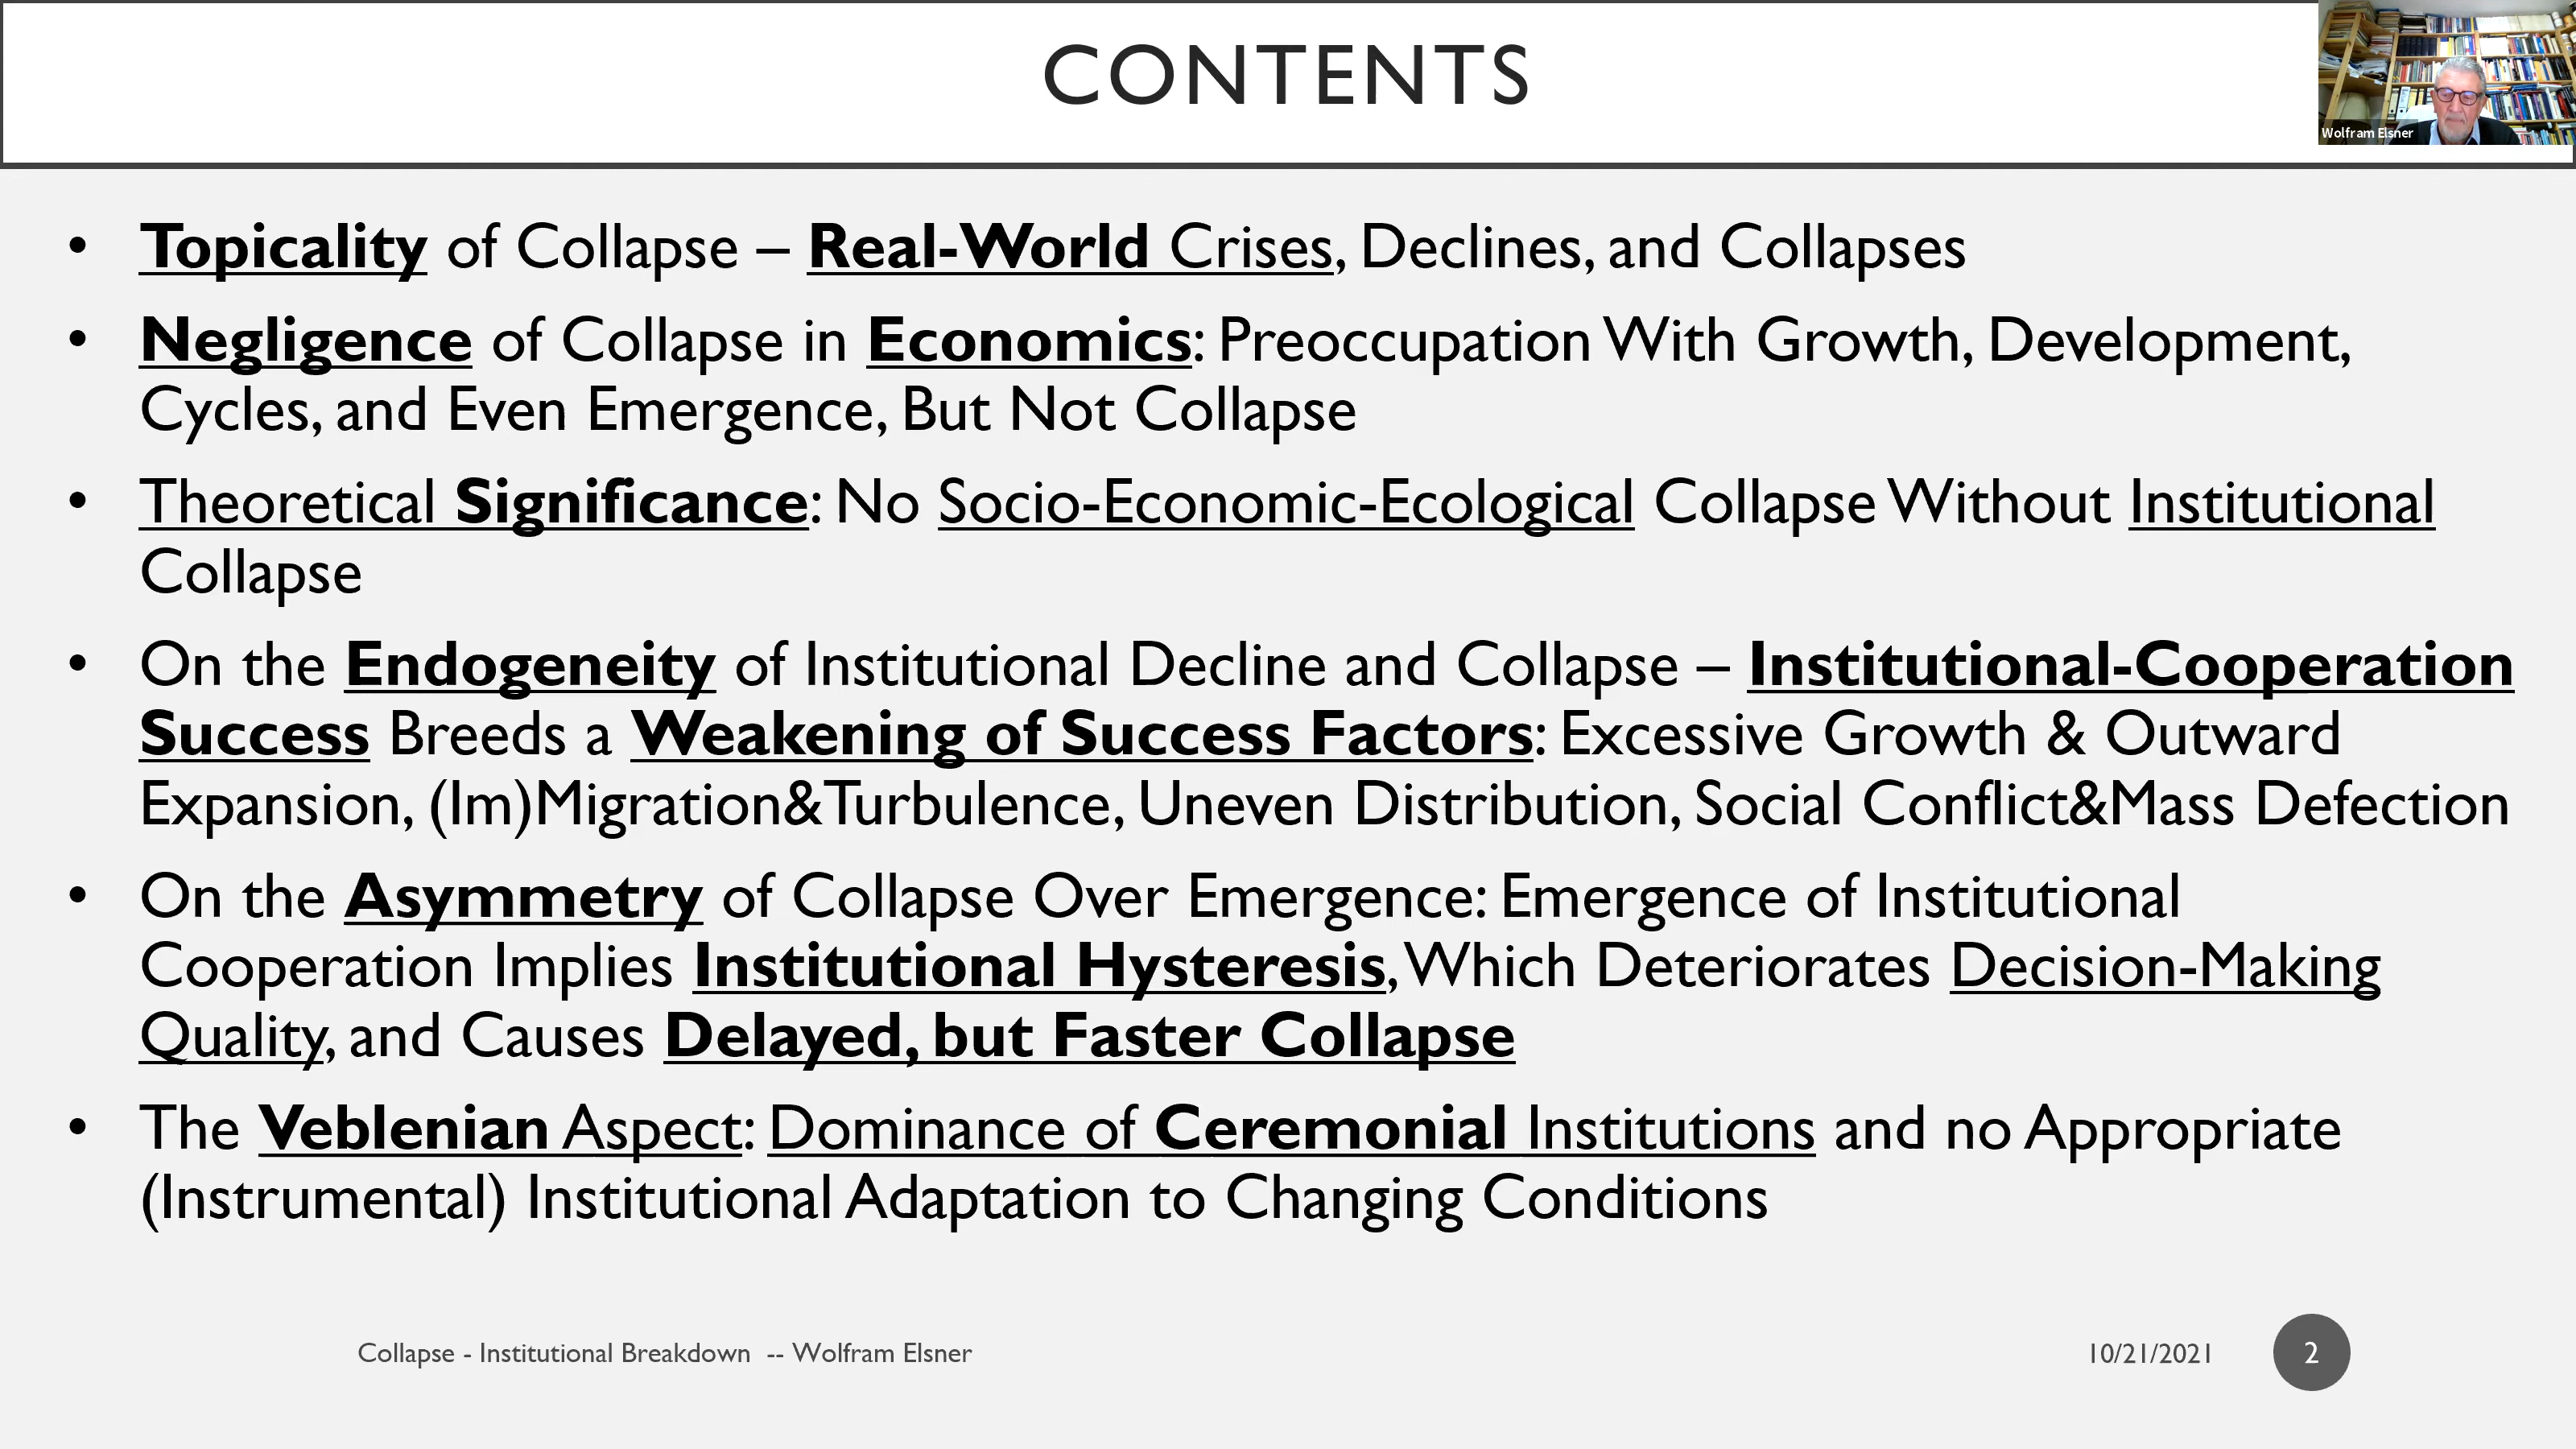 CONTENTS
Wolfram Elsner
• Topicality of Collapse – Real-World Crises, Declines, and Collapses
• Negligence of Collapse in Economics: Preoccupation With Growth, Development,
Cycles, and Even Emergence, But Not Collapse
• Theoretical Significance: No Socio-Economic-Ecological Collapse Without Institutional
Collapse
• On the Endogeneity of Institutional Decline and Collapse – Institutional-Cooperation
Success Breeds a Weakening of Success Factors: Excessive Growth & Outward
Expansion, (Im)Migration&Turbulence, Uneven Distribution, Social Conflict&Mass Defection
• On the Asymmetry of Collapse Over Emergence: Emergence of Institutional
Cooperation Implies Institutional Hysteresis, Which Deteriorates Decision-Making
Quality, and Causes Delayed, but Faster Collapse
• The Veblenian Aspect: Dominance of Ceremonial Institutions and no Appropriate
(Instrumental) Institutional Adaptation to Changing Conditions
Collapse - Institutional Breakdown -- Wolfram Elsner
10/21/2021
2